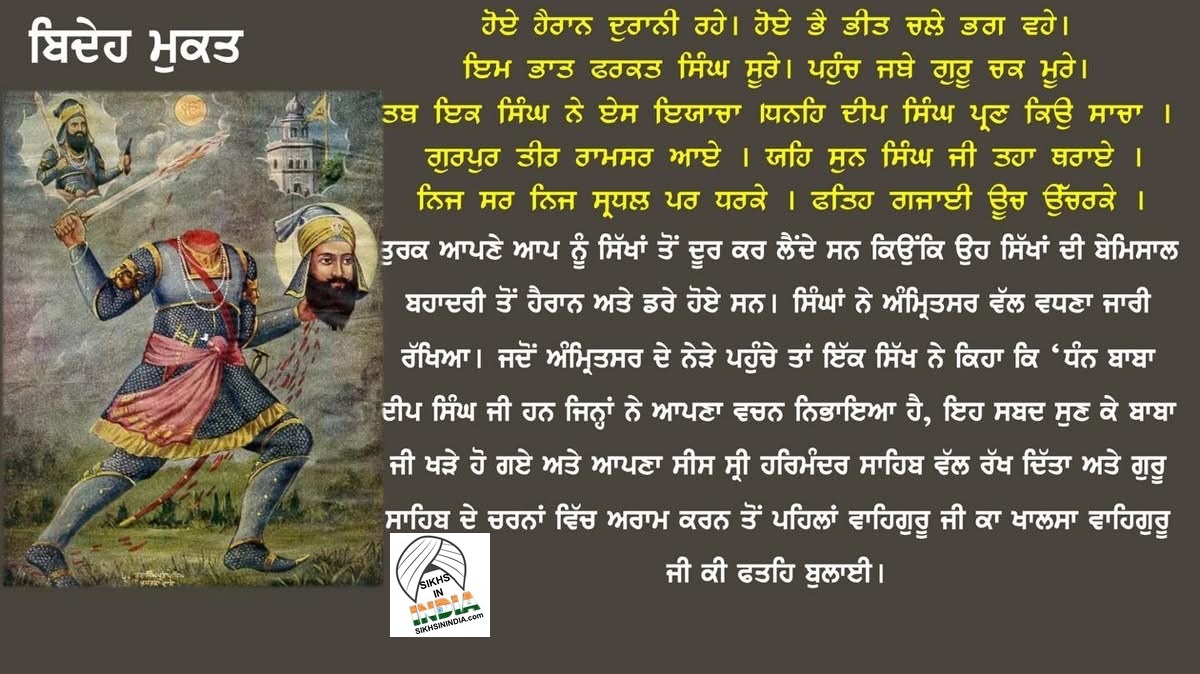 ਬਿਦੇਹ ਮੁਕਤ
ਹੋਏ ਹੈਰਾਨ ਦੁਰਾਨੀ ਰਹੇ। ਹੋਏ ਭੈ ਭੀਤ ਚਲੇ ਭਗ ਵਹੇ।
ਇਮ ਭਾਤ ਫਰਕਤ ਸਿੰਘ ਸੂਰੇ। ਪਹੁੰਚ ਜਬੇ ਗੁਰੂ ਚਕ ਮੂਰੇ।
ਤਬ ਇਕ ਸਿੰਘ ਨੇ ਏਸ ਇਯਾਚਾ ।ਧਨਹਿ ਦੀਪ ਸਿੰਘ ਪ੍ਰਣ ਕਿਉ ਸਾਚਾ ।
ਗੁਰਪੁਰ ਤੀਰ ਰਾਮਸਰ ਆਏ । ਯਹਿ ਸੁਨ ਸਿੰਘ ਜੀ ਤਹਾ ਥਰਾਏ ।
ਨਿਜ ਸਰ ਨਿਜ ਸ੍ਰਧਲ ਪਰ ਧਰਕੇ । ਫਤਿਹ ਗਜਾਈ ਊਚ ਉੱਚਰਕੇ ।
ਤੁਰਕ ਆਪਣੇ ਆਪ ਨੂੰ ਸਿੱਖਾਂ ਤੋਂ ਦੂਰ ਕਰ ਲੈਂਦੇ ਸਨ ਕਿਉਂਕਿ ਉਹ ਸਿੱਖਾਂ ਦੀ ਬੇਮਿਸਾਲ
ਬਹਾਦਰੀ ਤੋਂ ਹੈਰਾਨ ਅਤੇ ਡਰੇ ਹੋਏ ਸਨ। ਸਿੰਘਾਂ ਨੇ ਅੰਮ੍ਰਿਤਸਰ ਵੱਲ ਵਧਣਾ ਜਾਰੀ
ਰੱਖਿਆ। ਜਦੋਂ ਅੰਮ੍ਰਿਤਸਰ ਦੇ ਨੇੜੇ ਪਹੁੰਚੇ ਤਾਂ ਇੱਕ ਸਿੱਖ ਨੇ ਕਿਹਾ ਕਿ ‘ਧੰਨ ਬਾਬਾ
ਦੀਪ ਸਿੰਘ ਜੀ ਹਨ ਜਿਨ੍ਹਾਂ ਨੇ ਆਪਣਾ ਵਚਨ ਨਿਭਾਇਆ ਹੈ, ਇਹ ਸਬਦ ਸੁਣ ਕੇ ਬਾਬਾ
ਜੀ ਖੜੇ ਹੋ ਗਏ ਅਤੇ ਆਪਣਾ ਸੀਸ ਸ੍ਰੀ ਹਰਿਮੰਦਰ ਸਾਹਿਬ ਵੱਲ ਰੱਖ ਦਿੱਤਾ ਅਤੇ ਗੁਰੂ
ਸਾਹਿਬ ਦੇ ਚਰਨਾਂ ਵਿੱਚ ਅਰਾਮ ਕਰਨ ਤੋਂ ਪਹਿਲਾਂ ਵਾਹਿਗੁਰੂ ਜੀ ਕਾ ਖਾਲਸਾ ਵਾਹਿਗੁਰੂ
ਜੀ ਕੀ ਫਤਹਿ ਬੁਲਾਈ।
SIKHS
IN
INDIA
SIKHSININDIA.com